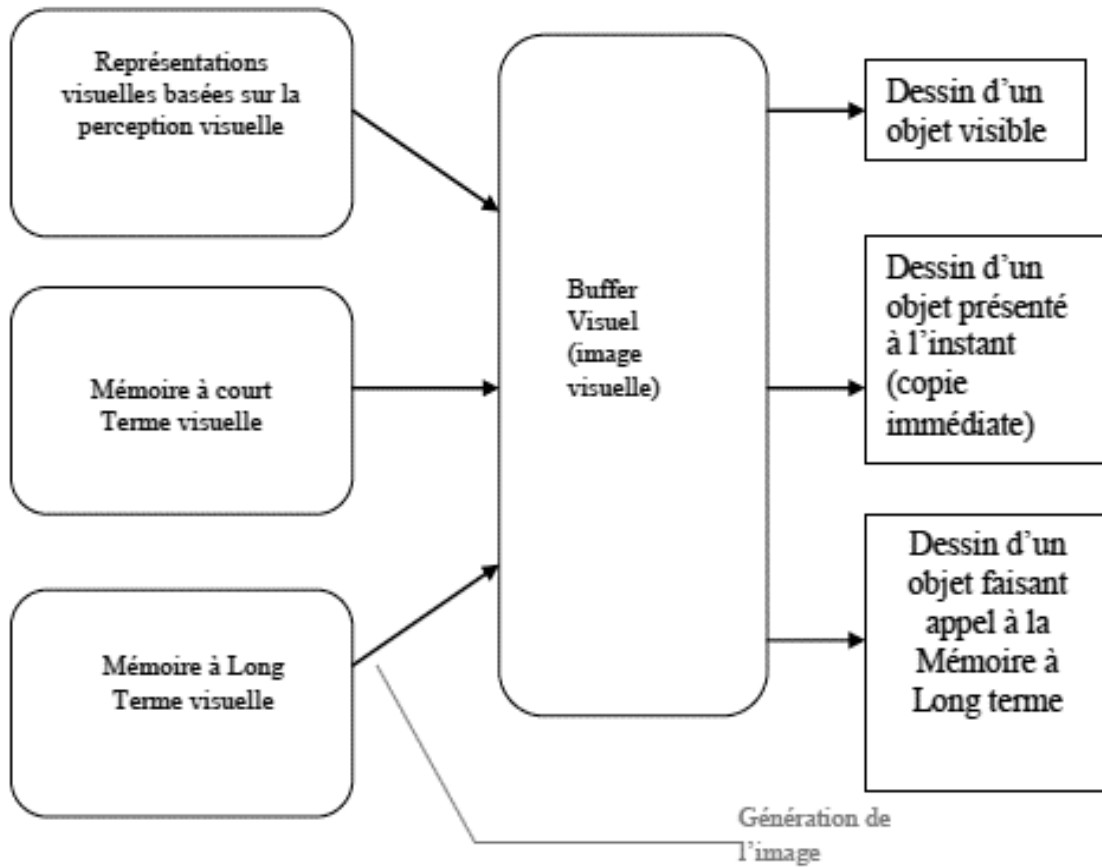 Représentations
visuelles basées sur la
perception visuelle
Mémoire à court
Terme visuelle
Mémoire à Long
Terme visuelle
Buffer
Visuel
(image
visuelle)
Dessin d’un
objet visible
Dessin d’un
objet présenté
à l’instant
(copie
immédiate)
Dessin d’un
objet faisant
appel à la
Mémoire à
Long terme
Génération de
l’image